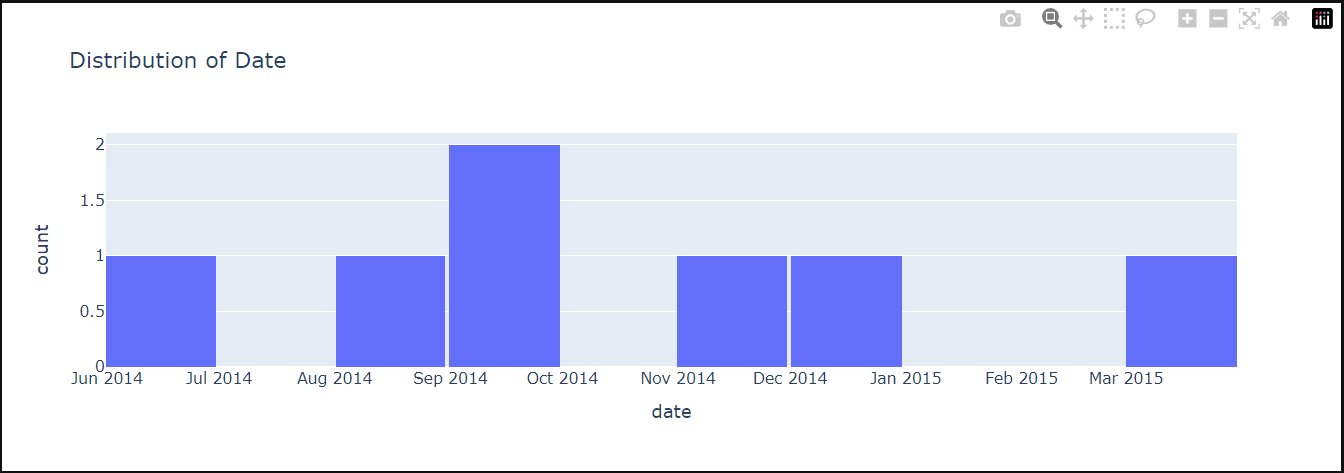 Distribution of Date
2
1.5
1
0.5
0
count
Jun 2014 Jul 2014 Aug 2014 Sep 2014 Oct 2014 Nov 2014 Dec 2014 Jan 2015 Feb 2015 Mar 2015
date